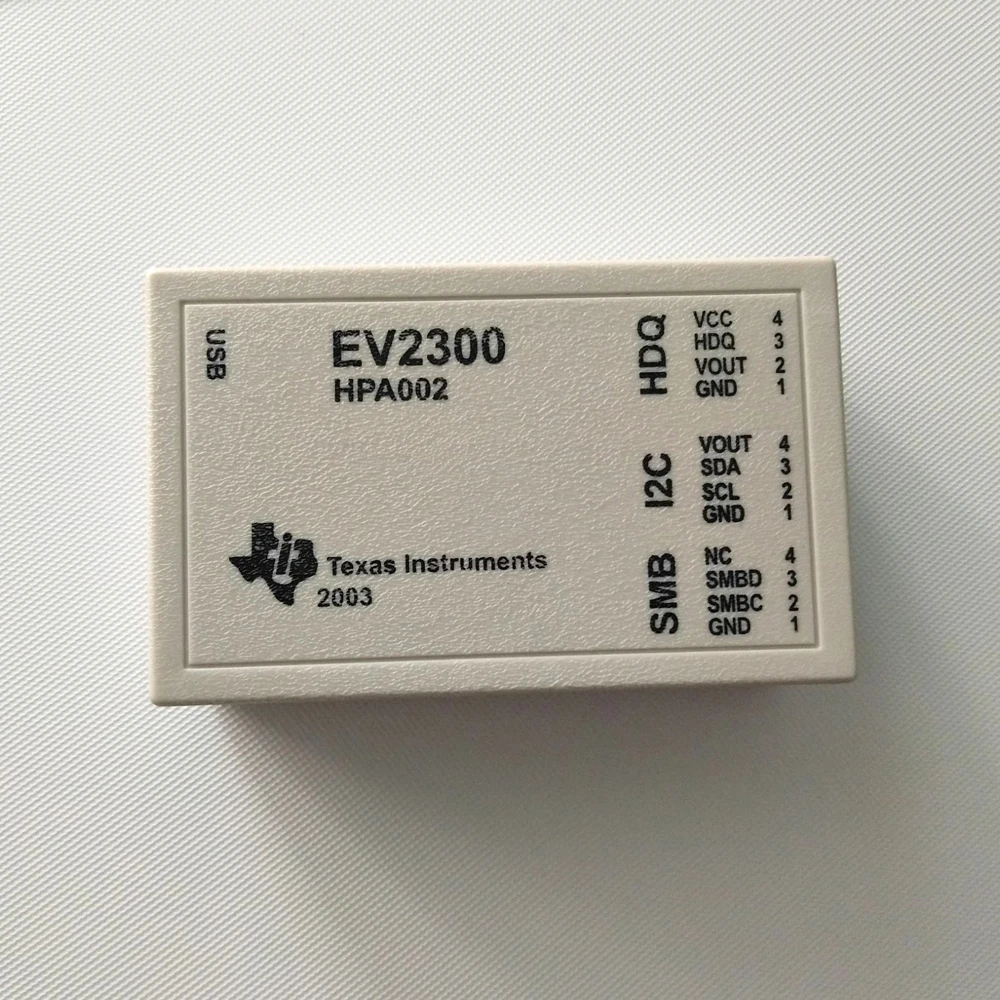 USB
EV2300
HPA002
ti
Texas Instruments
2003
HDQ
VCC 4
HDQ 3
VOUT 2
GND 1
I2C
VOUT 4
SDA 3
SCL 2
GND 1
SMB
NC 4
SMBD 3
SMBC 2
GND 1